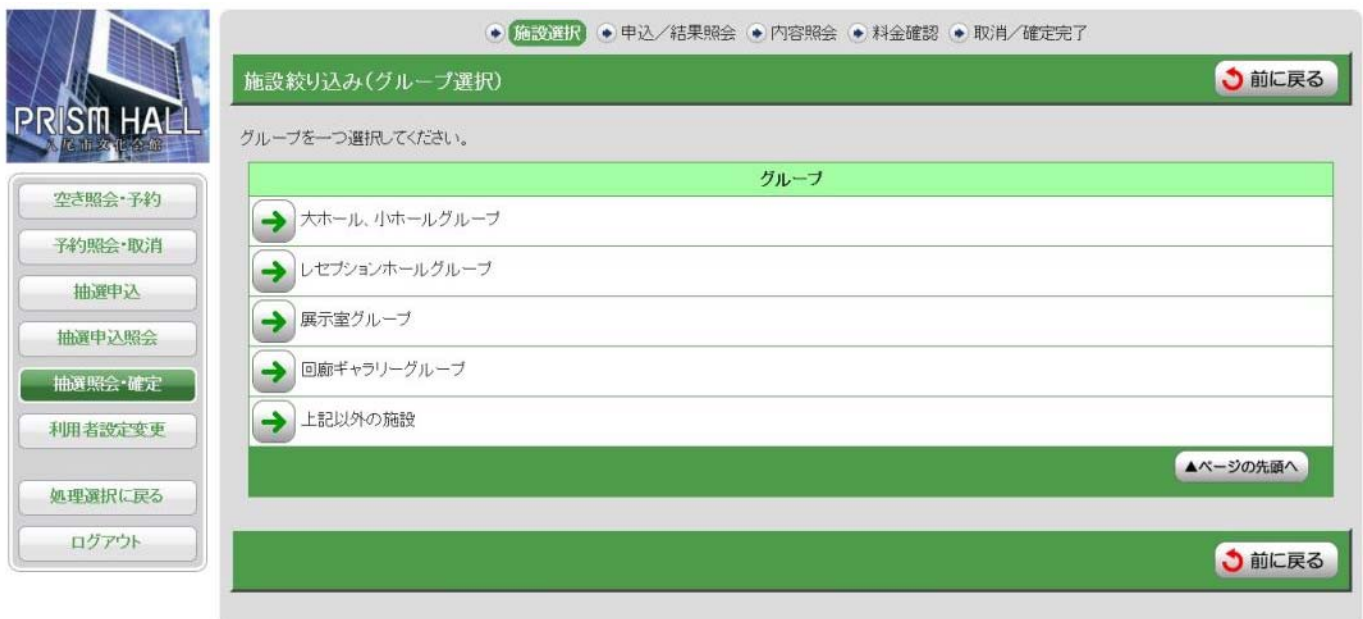 PRISM HALL
八尾市文化会館
空き照会・予約
予約照会・取消
抽選申込
抽選申込照会
抽選照会・確定
利用者設定変更
処理選択に戻る
ログアウト
施設選択 申込／結果照会 内容照会 料金確認 取消／確定完了
施設絞り込み(グループ選択)
前に戻る
グループを一つ選択してください。
グループ
大ホール、小ホールグループ
レセプションホールグループ
展示室グループ
回廊ギャラリーグループ
上記以外の施設
▲ページの先頭へ
前に戻る